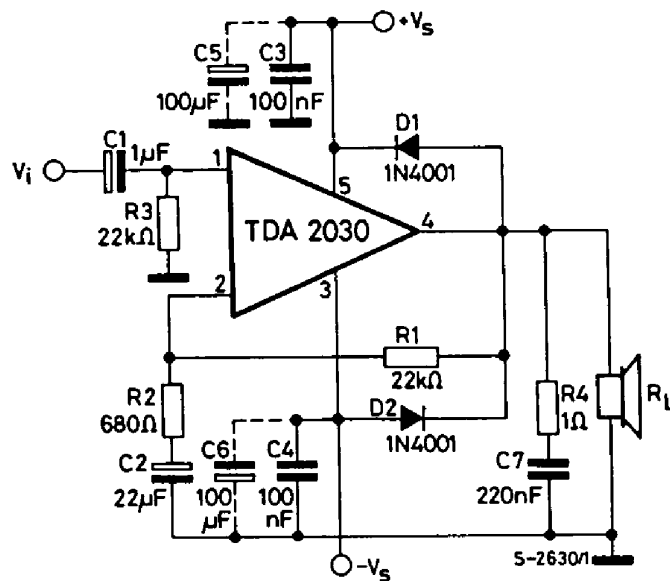 +Vs
C5
C3
100µF
100 nF
D1
1N4001
C1
1µF
Vi
1
5
R3
22kΩ
TDA 2030
4
2
3
R1
22kΩ
R2
680Ω
D2
1N4001
R4
1Ω
RL
C6
C4
C2
22µF
100
µF
100
nF
C7
220nF
S-2630/1
-Vs